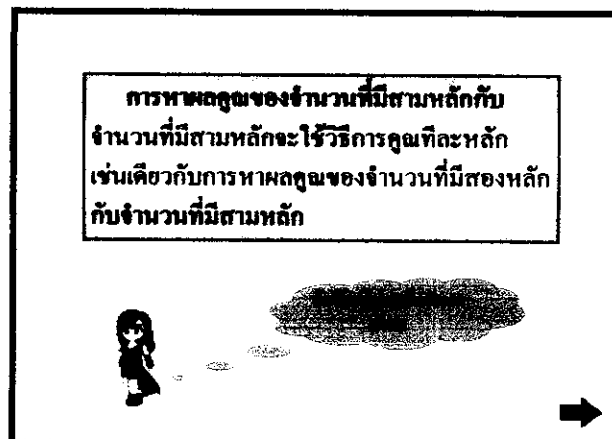 การหาผลคูณของจำนวนที่มีสามหลักกับ
จำนวนที่มีสามหลักจะใช้วิธีการคูณทีละหลัก
เช่นเดียวกับการหาผลคูณของจำนวนที่มีสองหลัก
กับจำนวนที่มีสามหลัก